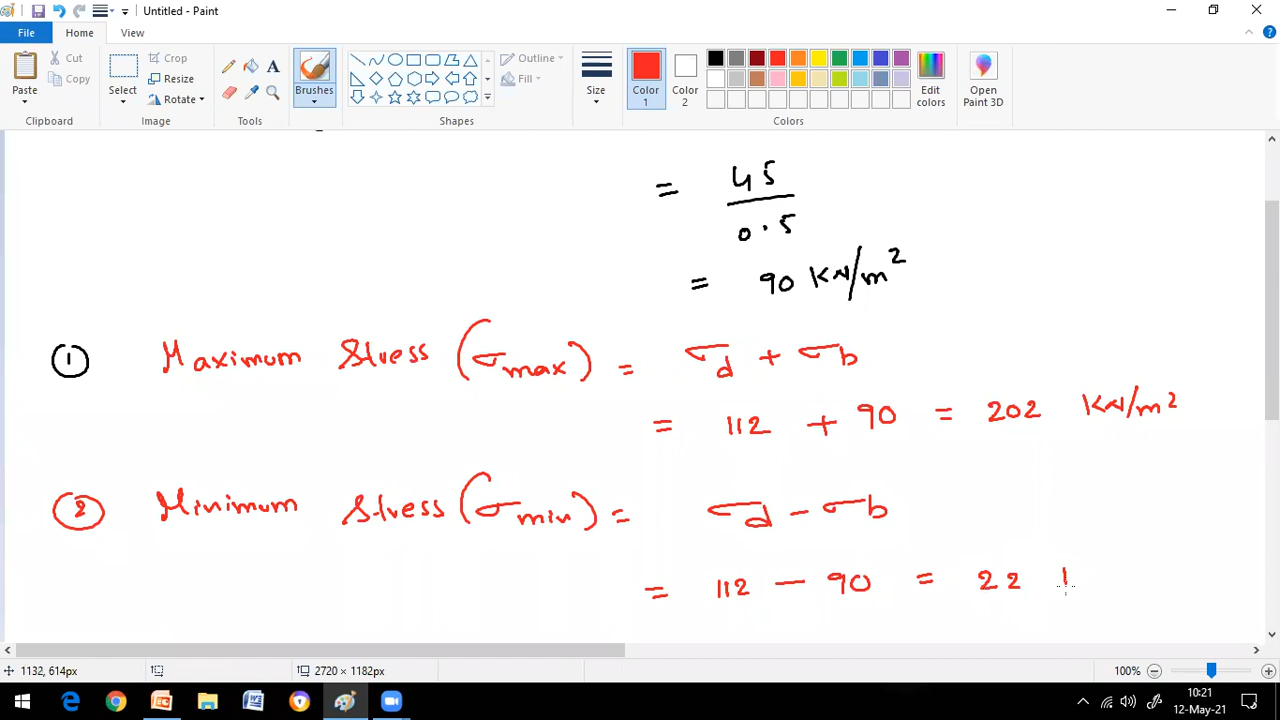 Untitled - Paint
File Home View
Paste Cut Copy Clipboard
Select Crop Resize Rotate Image
A Tools
Brushes
Shapes Outline Fill
Size
Color 1 Color 2 Colors
Edit colors
Open Paint 3D
= 45
0.5
= 90 KN/m²
① Maximum Stress (σmax) = σd + σb
= 112 + 90 = 202 KN/m²
② Minimum Stress (σmin) = σd - σb
= 112 - 90 = 22
1132, 614px 2720 × 1182px 100%
10:21
12-May-21